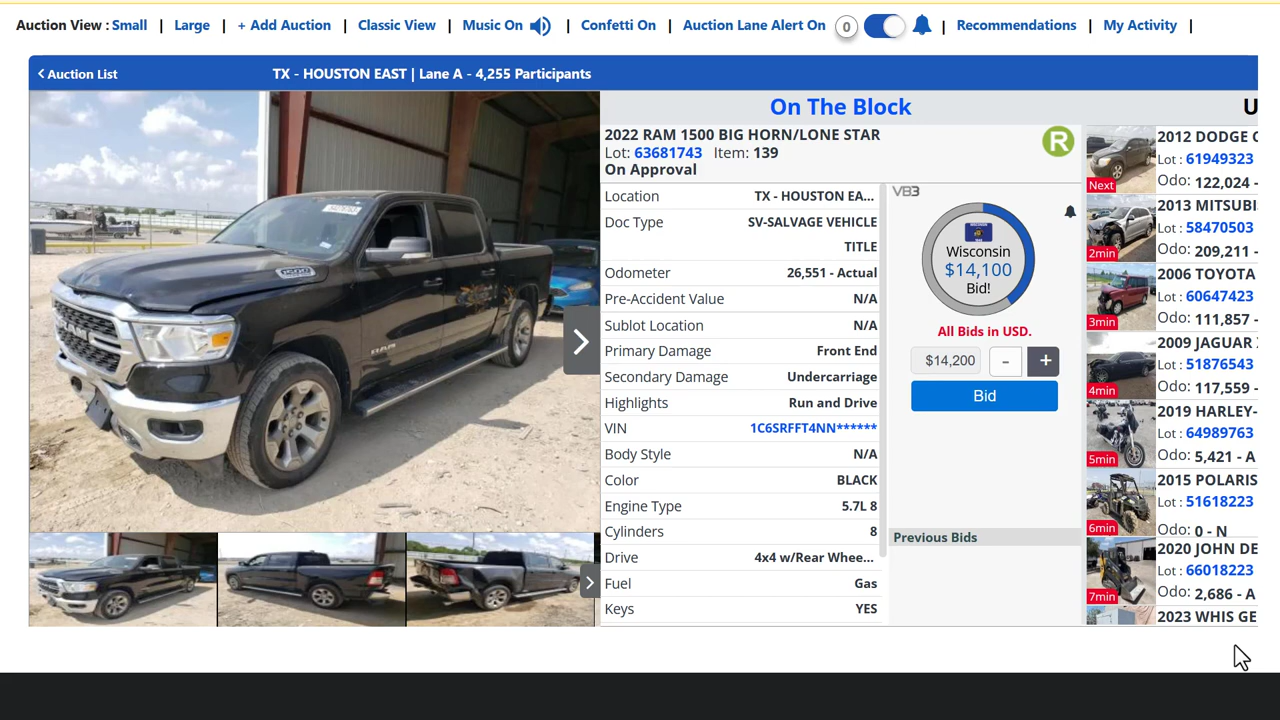 Auction View : Small | Large | + Add Auction | Classic View | Music On | Confetti On | Auction Lane Alert On 0 | Recommendations | My Activity |
Auction List
TX - HOUSTON EAST | Lane A - 4,255 Participants
On The Block
U
2022 RAM 1500 BIG HORN/LONE STAR
Lot: 63681743 Item: 139
On Approval
R
Location TX - HOUSTON EA...
Doc Type SV-SALVAGE VEHICLE
TITLE
Odometer 26,551 - Actual
Pre-Accident Value N/A
Sublot Location N/A
Primary Damage Front End
Secondary Damage Undercarriage
Highlights Run and Drive
VIN 1C6SRFFT4NN******
Body Style N/A
Color BLACK
Engine Type 5.7L 8
Cylinders 8
Drive 4x4 w/Rear Whee...
Fuel Gas
Keys YES
VB3
Wisconsin
$14,100
Bid!
All Bids in USD.
$14,200 - +
Bid
Previous Bids
2012 DODGE C
Lot : 61949323
Next Odo: 122,024 -
2013 MITSUBI
Lot : 58470503
2min Odo: 209,211 -
2006 TOYOTA
Lot : 60647423
3min Odo: 111,857 -
2009 JAGUAR
Lot : 51876543
4min Odo: 117,559 -
2019 HARLEY-
Lot : 64989763
5min Odo: 5,421 - A
2015 POLARIS
Lot : 51618223
6min Odo: 0 - N
2020 JOHN DE
Lot : 66018223
7min Odo: 2,686 - A
2023 WHIS GE